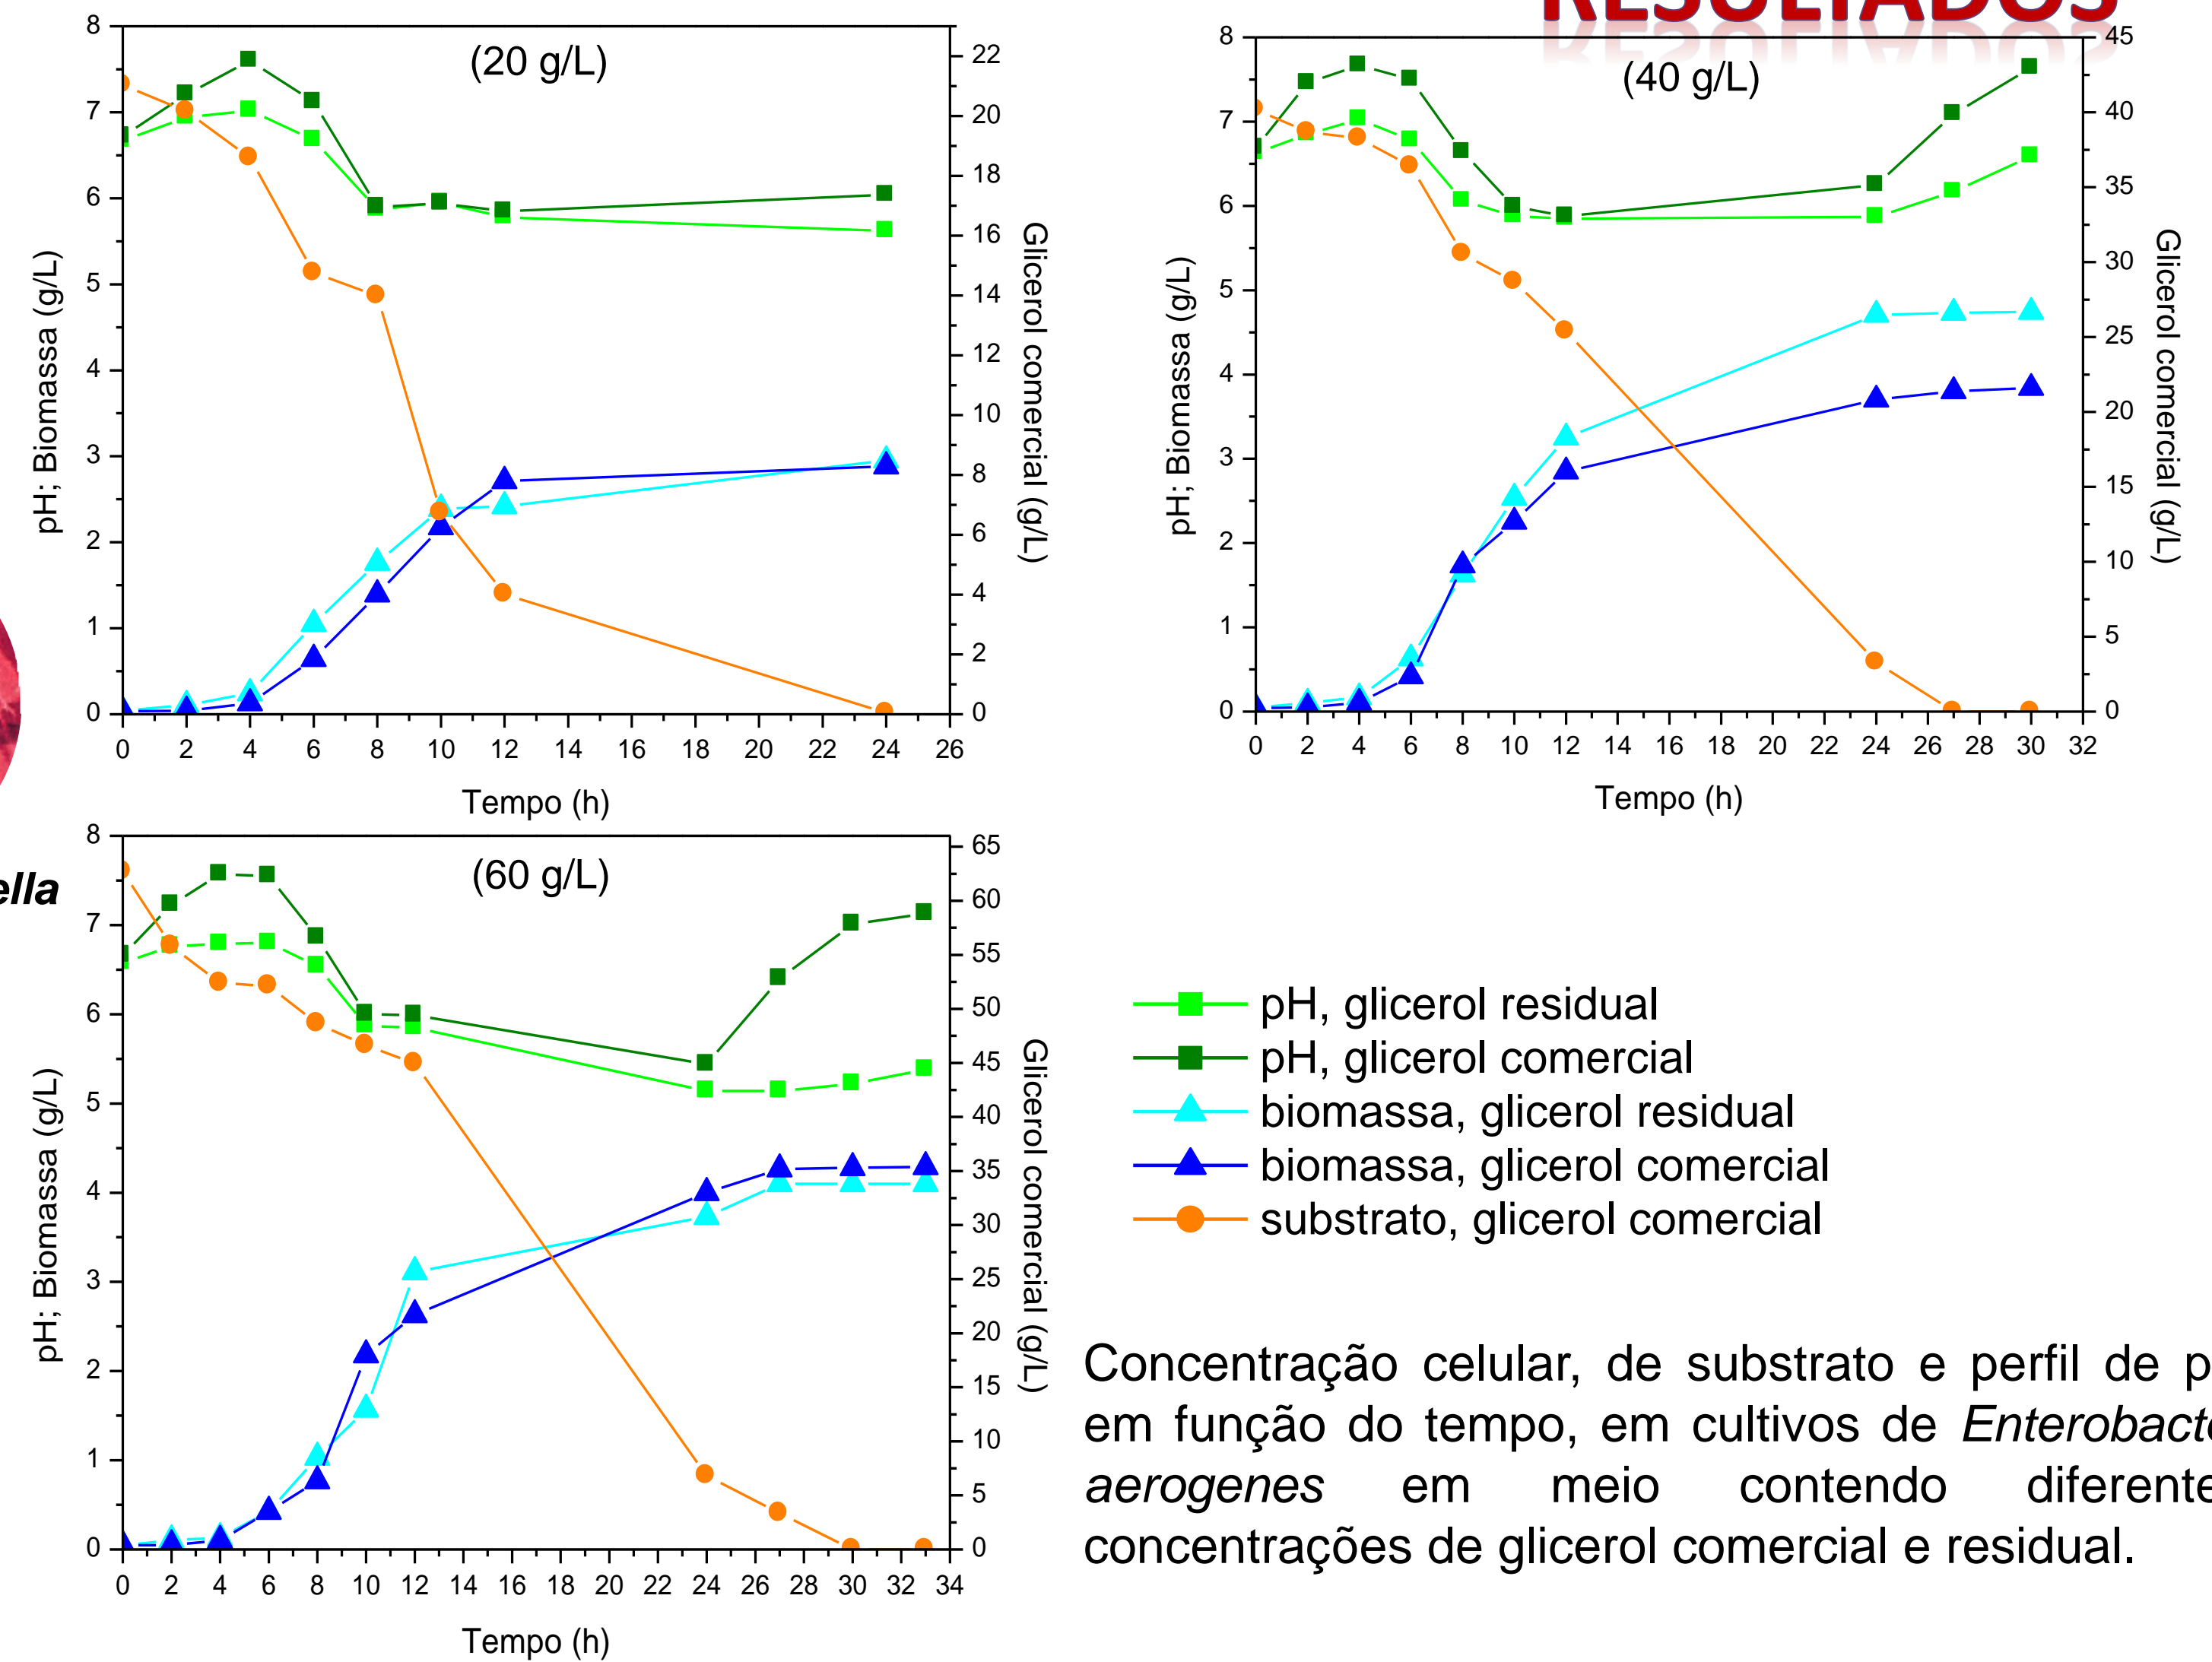 RESULTADOS
(20 g/L)
8
7
6
5
4
3
2
1
0
pH; Biomassa (g/L)
22
20
18
16
14
12
10
8
6
4
2
0
Glicerol comercial (g/L)
0 2 4 6 8 10 12 14 16 18 20 22 24 26
Tempo (h)
(40 g/L)
8
7
6
5
4
3
2
1
0
pH; Biomassa (g/L)
45
40
35
30
25
20
15
10
5
0
Glicerol comercial (g/L)
0 2 4 6 8 10 12 14 16 18 20 22 24 26 28 30 32
Tempo (h)
ella
(60 g/L)
8
7
6
5
4
3
2
1
0
pH; Biomassa (g/L)
65
60
55
50
45
40
35
30
25
20
15
10
5
0
Glicerol comercial (g/L)
0 2 4 6 8 10 12 14 16 18 20 22 24 26 28 30 32 34
Tempo (h)
pH, glicerol residual
pH, glicerol comercial
biomassa, glicerol residual
biomassa, glicerol comercial
substrato, glicerol comercial
Concentração celular, de substrato e perfil de p
em função do tempo, em cultivos de Enterobact
aerogenes em meio contendo diferente
concentrações de glicerol comercial e residual.